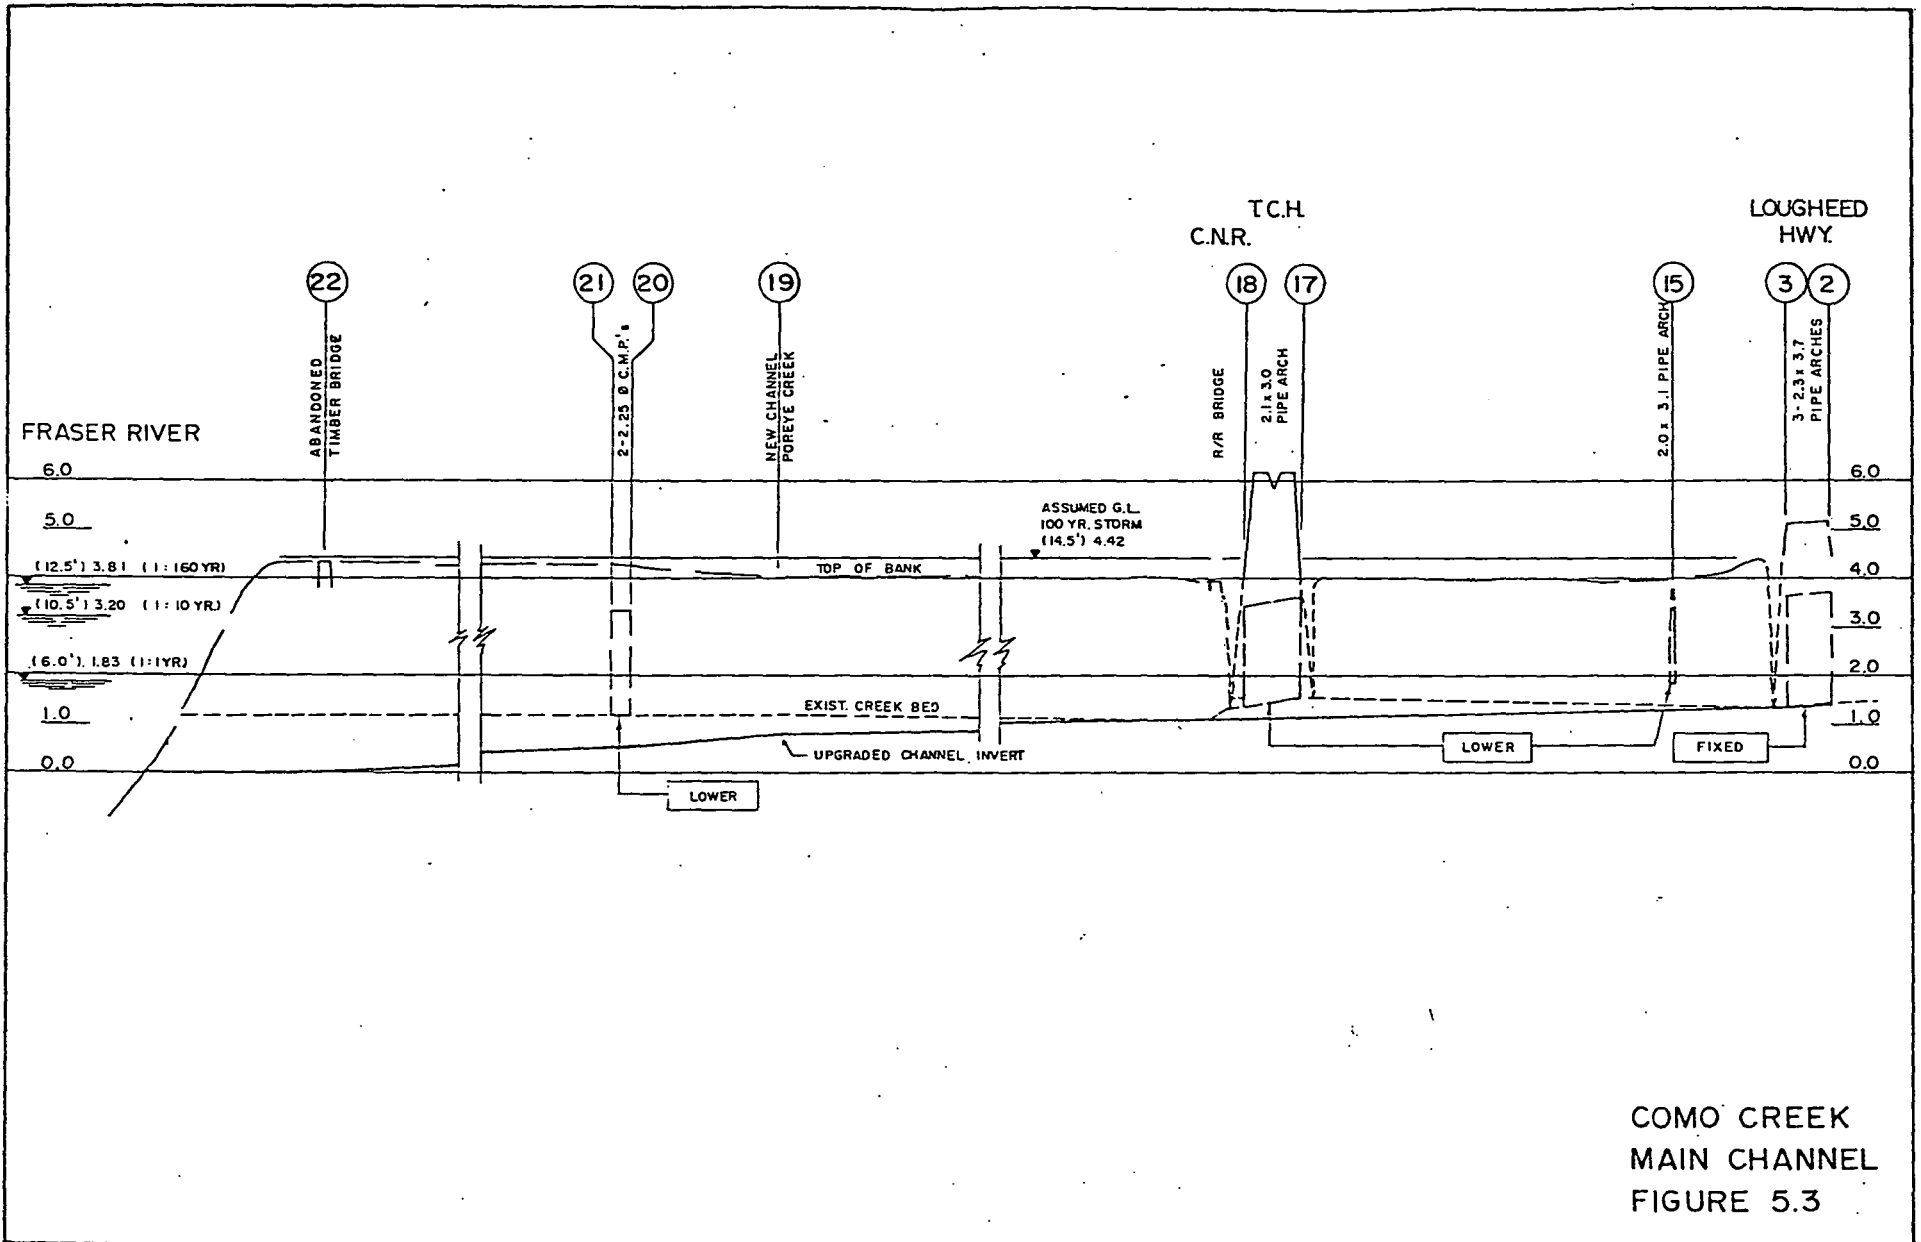 T.C.H.
LOUGHEED
HWY.
C.N.R.
22
21
20
19
18
17
15
3
2
ABANDONED
TIMBER BRIDGE
2-2.25 Ø C.M.P.'s
NEW CHANNEL
POREYE CREEK
R/R BRIDGE
2.1 x 3.0
PIPE ARCH
2.0 x 3.1 PIPE ARCH
3-2.3 x 3.7
PIPE ARCHES
FRASER RIVER
6.0
6.0
5.0
5.0
ASSUMED G.L.
100 YR. STORM
(14.5') 4.42
(12.5') 3.81 (1:160 YR)
TOP OF BANK
4.0
(10.5') 3.20 (1:10 YR.)
3.0
(6.0') 1.83 (1:1YR)
2.0
1.0
EXIST. CREEK BED
1.0
UPGRADED CHANNEL INVERT
LOWER
FIXED
0.0
0.0
LOWER
COMO CREEK
MAIN CHANNEL
FIGURE 5.3